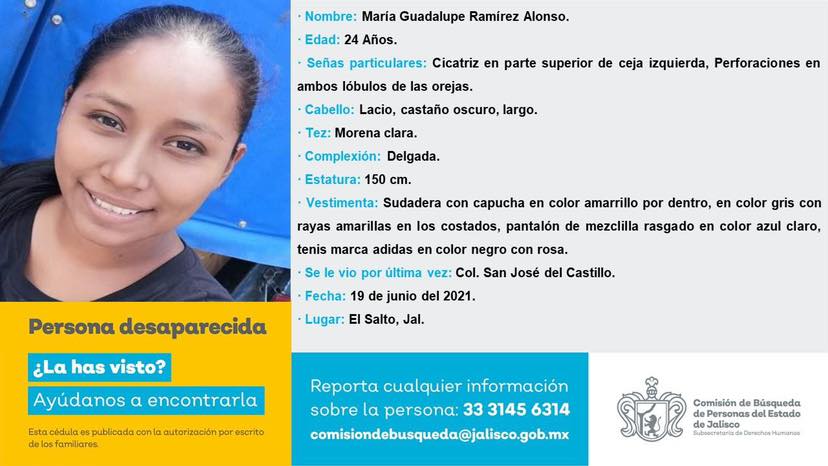 · Nombre: María Guadalupe Ramírez Alonso.
· Edad: 24 Años.
· Señas particulares: Cicatriz en parte superior de ceja izquierda, Perforaciones en
ambos lóbulos de las orejas.
· Cabello: Lacio, castaño oscuro, largo.
· Tez: Morena clara.
· Complexión: Delgada.
· Estatura: 150 cm.
· Vestimenta: Sudadera con capucha en color amarrillo por dentro, en color gris con
rayas amarillas en los costados, pantalón de mezclilla rasgado en color azul claro,
tenis marca adidas en color negro con rosa.
· Se le vio por última vez: Col. San José del Castillo.
· Fecha: 19 de junio del 2021.
· Lugar: El Salto, Jal.
Persona desaparecida
¿La has visto?
Ayúdanos a encontrarla
Esta cédula es publicada con la autorización por escrito
de los familiares.
Reporta cualquier información
sobre la persona: 33 3145 6314
comisiondebusqueda@jalisco.gob.mx
Comisión de Búsqueda
de Personas del Estado
de Jalisco
Subsecretaría de Derechos Humanos